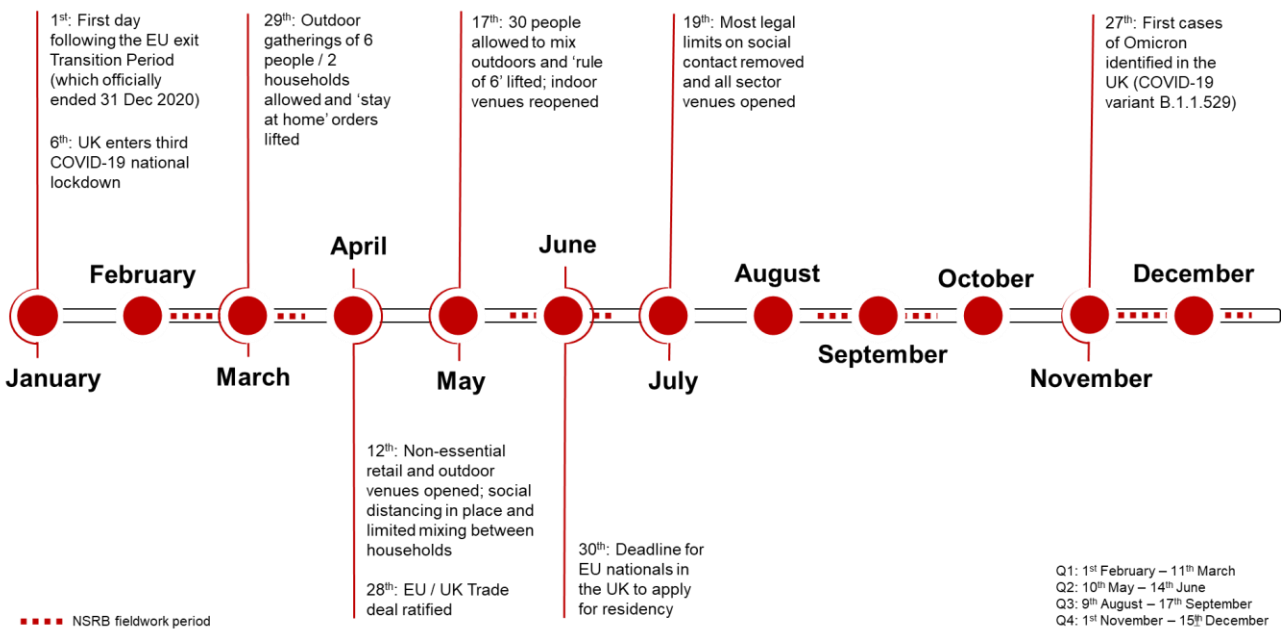 1st: First day
following the EU exit
Transition Period
(which officially
ended 31 Dec 2020)
6th: UK enters third
COVID-19 national
lockdown
29th: Outdoor
gatherings of 6
people / 2
households
allowed and ‘stay
at home’ orders
lifted
17th: 30 people
allowed to mix
outdoors and ‘rule
of 6’ lifted; indoor
venues reopened
19th: Most legal
limits on social
contact removed
and all sector
venues opened
27th: First cases
of Omicron
identified in the
UK (COVID-19
variant B.1.1.529)
January
February
March
April
May
June
July
August
September
October
November
December
12th: Non-essential
retail and outdoor
venues opened; social
distancing in place and
limited mixing between
households
28th: EU / UK Trade
deal ratified
30th: Deadline for
EU nationals in
the UK to apply
for residency
NSRB fieldwork period
Q1: 1st February – 11th March
Q2: 10th May – 14th June
Q3: 9th August – 17th September
Q4: 1st November – 15th December